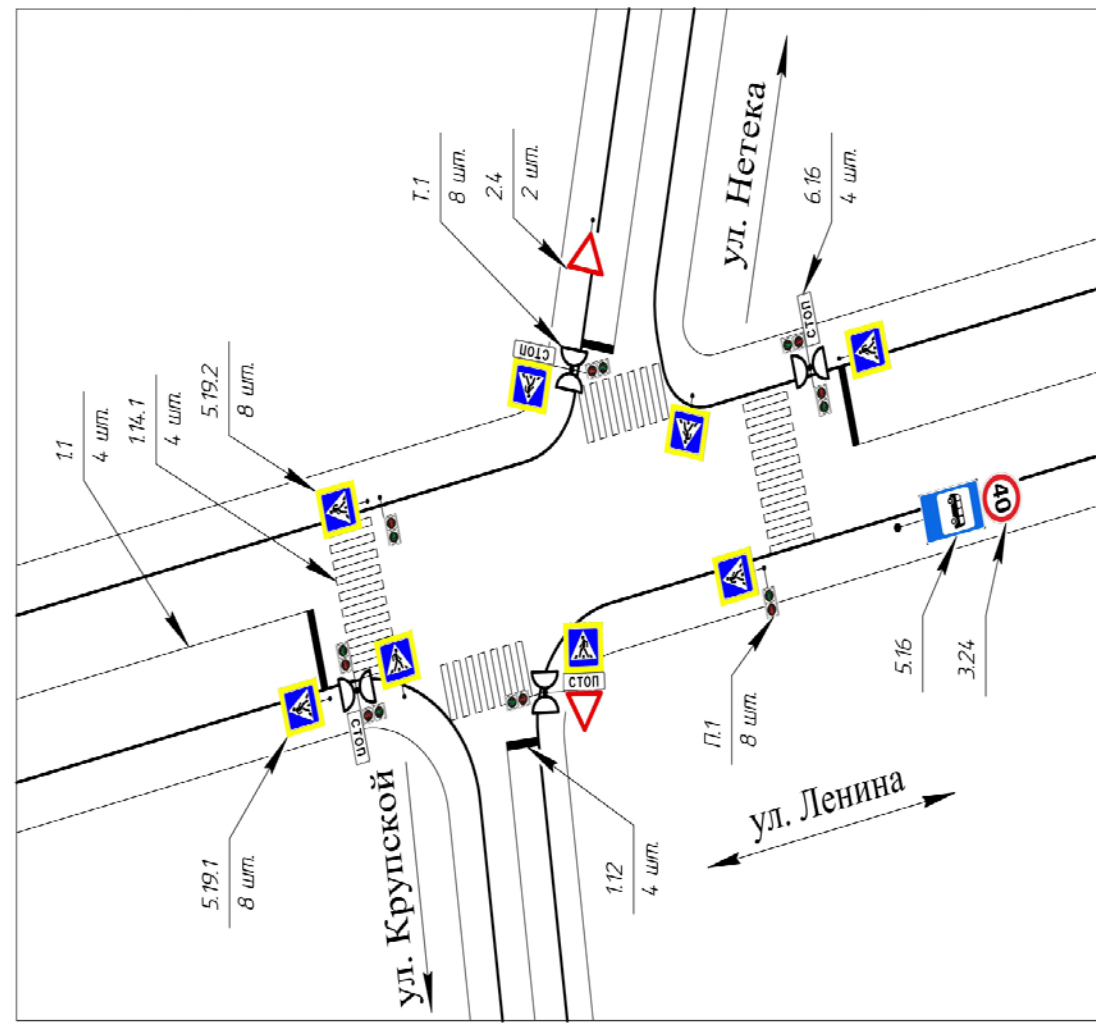 Т.1
8 шт.
2.4
2 шт.
ул. Нетека
6.16
4 шт.
1.1
4 шт.
1.14.1
4 шт.
5.19.2
8 шт.
СТОП
СТОП
40
5.16
3.24
СТОП
СТОП
П.1
8 шт.
ул. Ленина
5.19.1
8 шт.
ул. Крупской
1.12
4 шт.